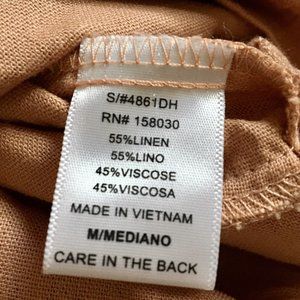 S/#4861DH
RN# 158030
55%LINEN
55%LINO
45%VISCOSE
45%VISCOSA
MADE IN VIETNAM
M/MEDIANO
CARE IN THE BACK